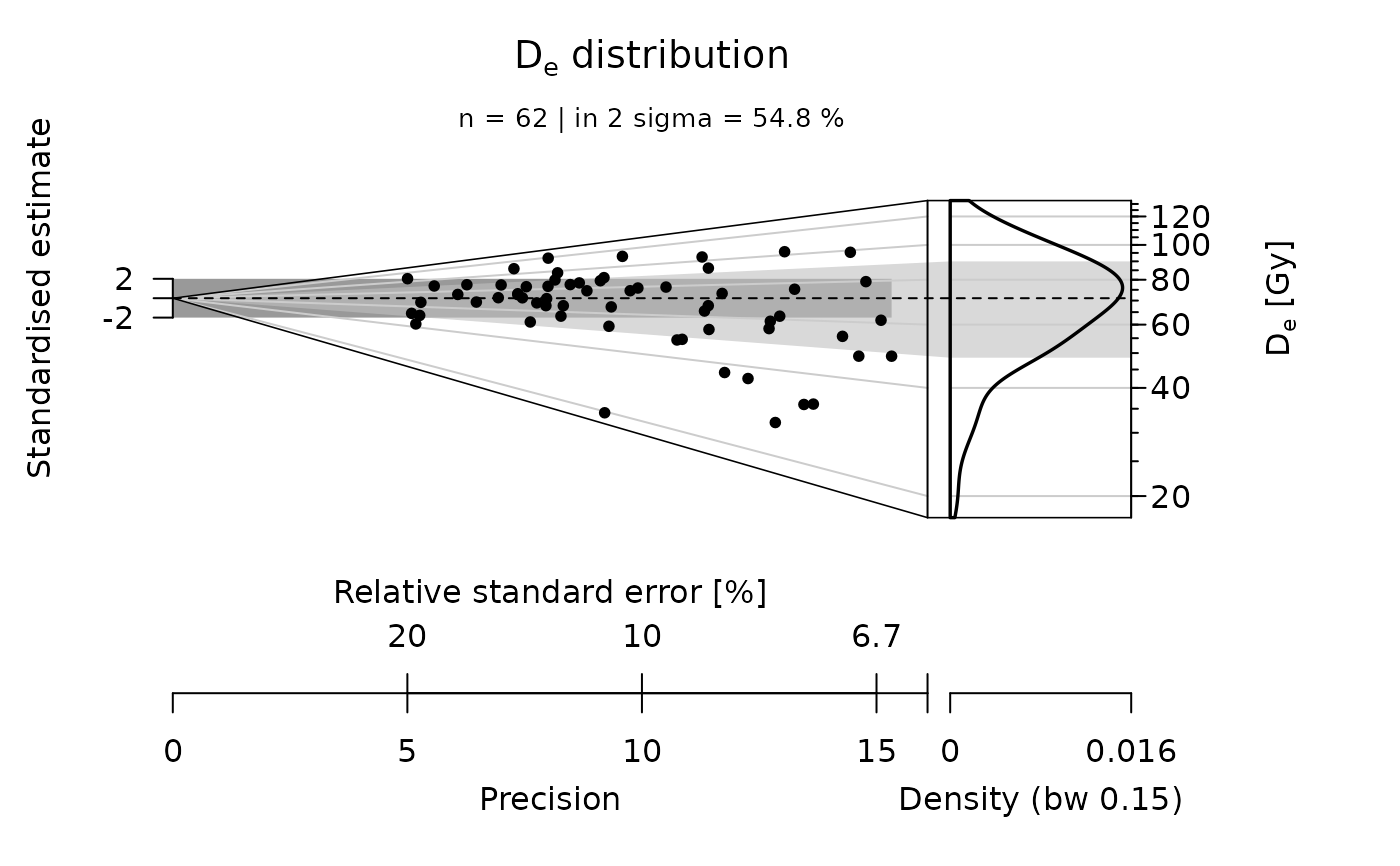 De distribution
n = 62 | in 2 sigma = 54.8 %
Standardised estimate
2
-2
120
100
80
60
40
20
De [Gy]
Relative standard error [%]
20 10 6.7
0 5 10 15 0 0.016
Precision Density (bw 0.15)